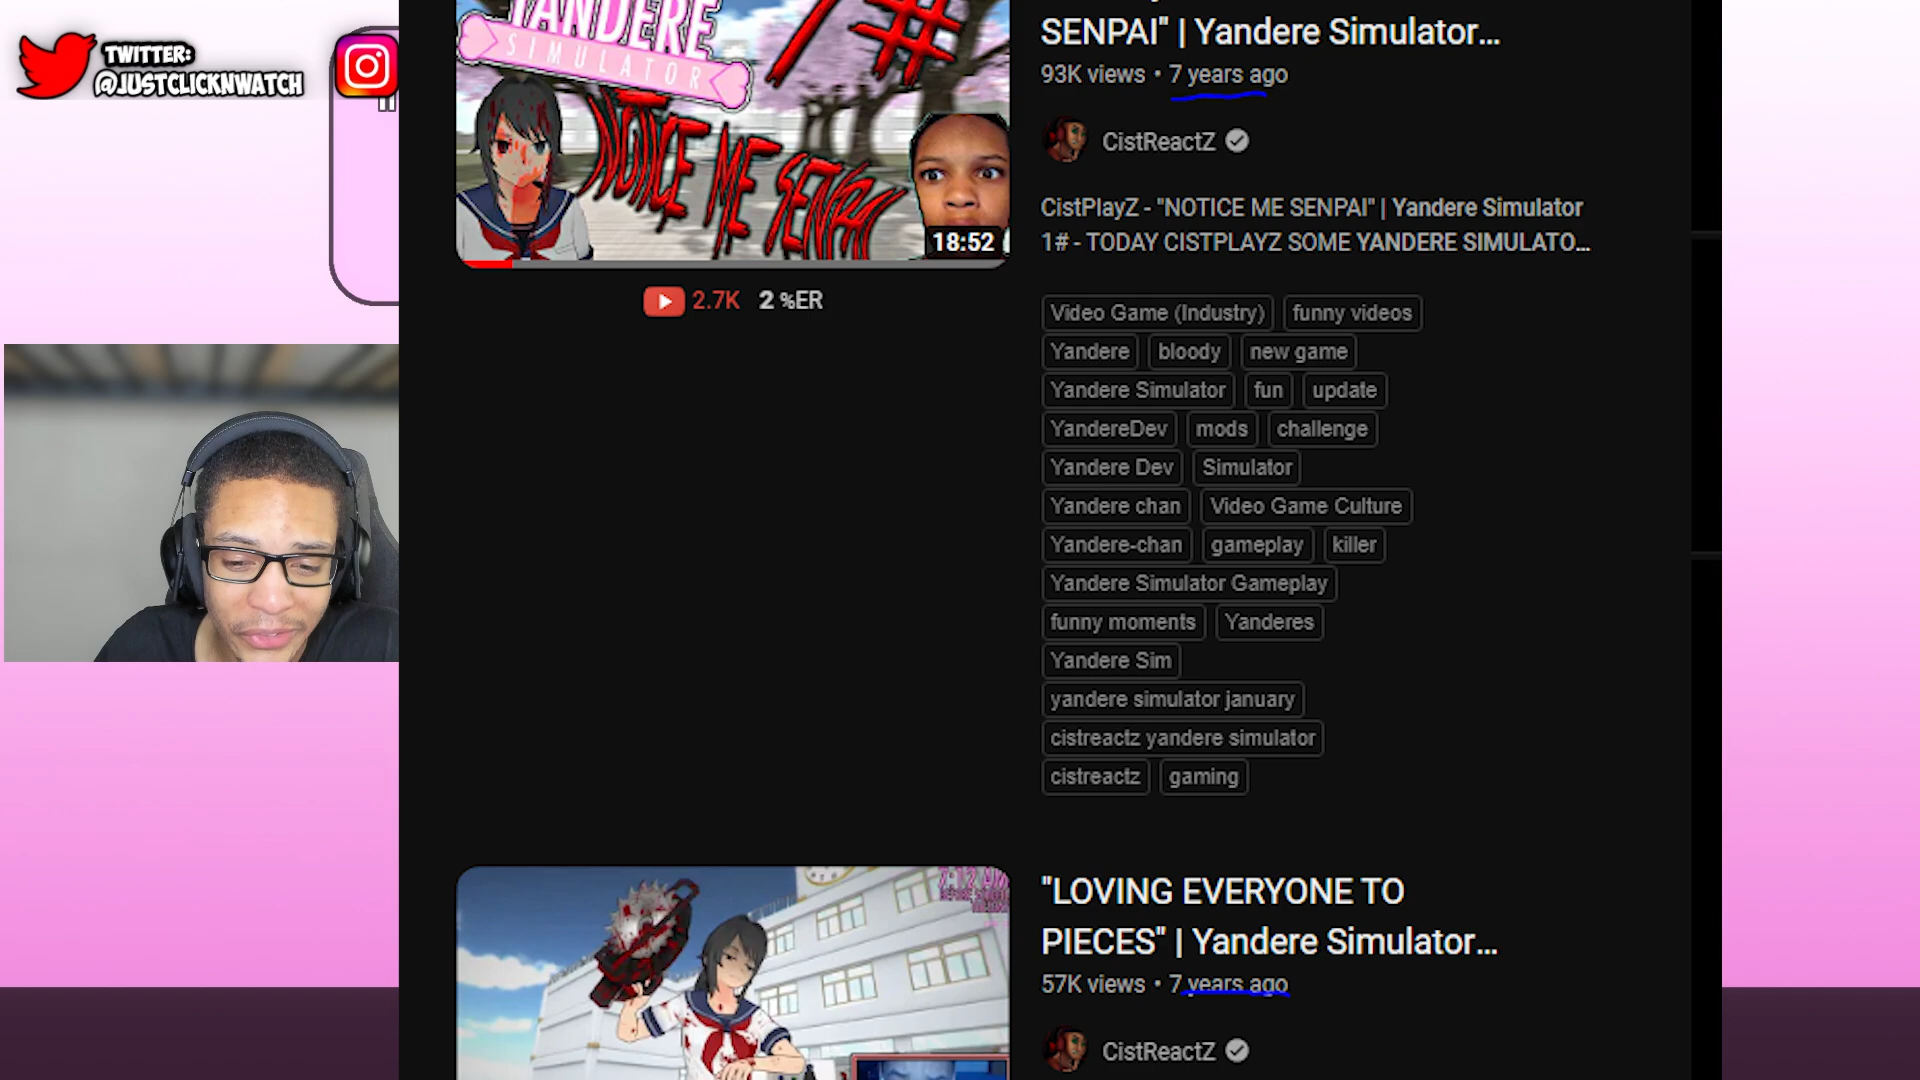 TWITTER:
@JUSTCLICKNWATCH
YANDERE
SIMULATOR
1#
NOTICE ME SENPAI
18:52
2.7K 2 %ER
SENPAI" | Yandere Simulator...
93K views • 7 years ago
CistReactZ
CistPlayZ - "NOTICE ME SENPAI" | Yandere Simulator
1# - TODAY CISTPLAYZ SOME YANDERE SIMULATO...
Video Game (Industry) funny videos
Yandere bloody new game
Yandere Simulator fun update
YandereDev mods challenge
Yandere Dev Simulator
Yandere chan Video Game Culture
Yandere-chan gameplay killer
Yandere Simulator Gameplay
funny moments Yanderes
Yandere Sim
yandere simulator january
cistreactz yandere simulator
cistreactz gaming
7:12 AM
"LOVING EVERYONE TO
PIECES" | Yandere Simulator...
57K views • 7 years ago
CistReactZ